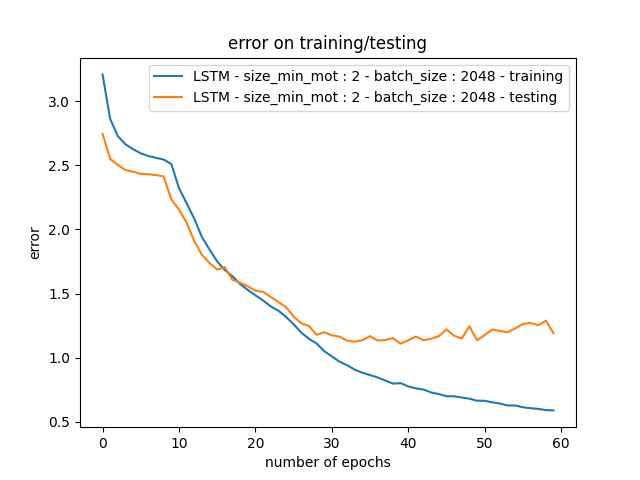 error on training/testing
LSTM - size_min_mot : 2 - batch_size : 2048 - training
LSTM - size_min_mot : 2 - batch_size : 2048 - testing
3.0
2.5
2.0
1.5
1.0
0.5
error
0 10 20 30 40 50 60
number of epochs